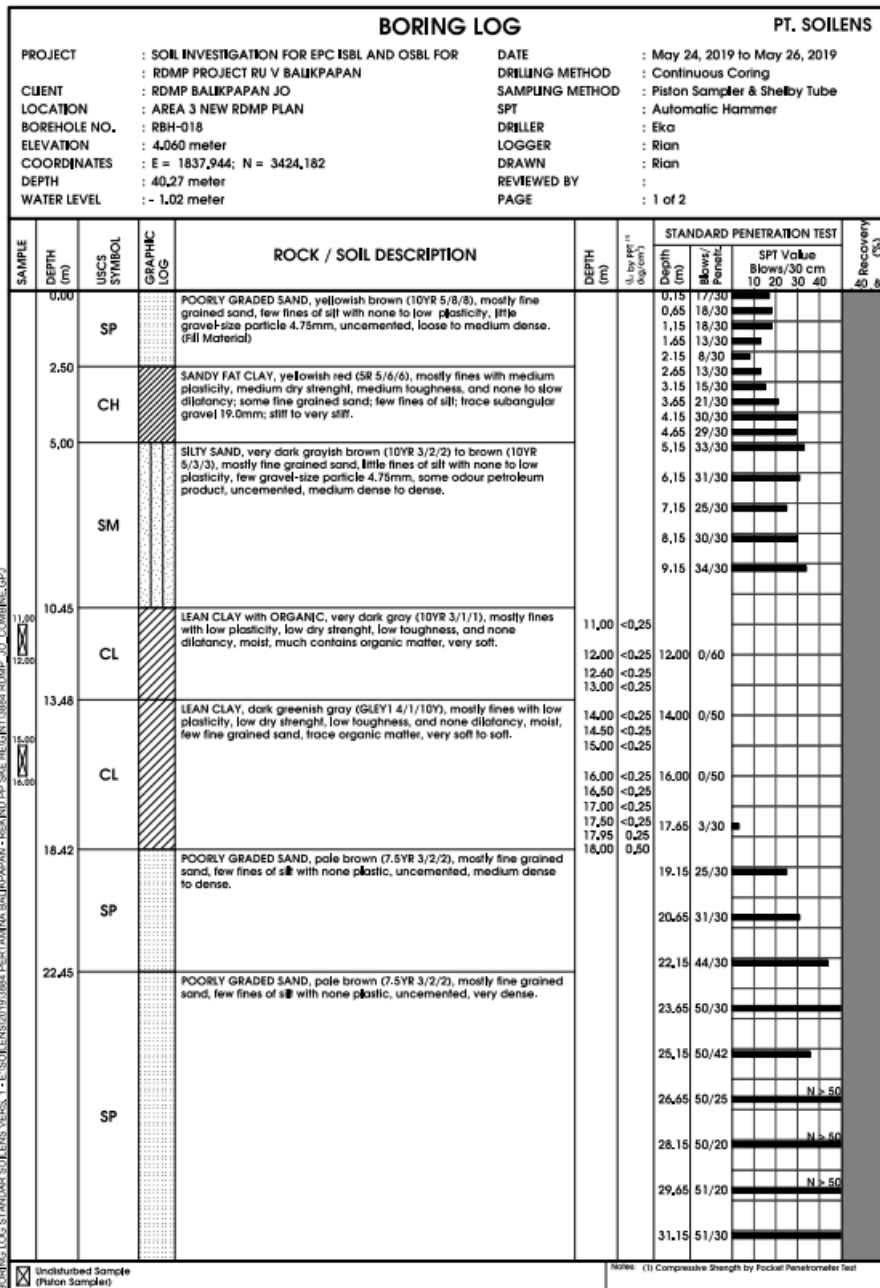 BORING LOG
PT. SOILENS
PROJECT : SOIL INVESTIGATION FOR EPC ISBL AND OSBL FOR
: RDMP PROJECT RU V BALIKPAPAN
CLIENT : RDMP BALIKPAPAN JO
LOCATION : AREA 3 NEW RDMP PLAN
BOREHOLE NO. : RBH-018
ELEVATION : 4.060 meter
COORDINATES : E = 1837.944; N = 3424.182
DEPTH : 40.27 meter
WATER LEVEL : - 1.02 meter
DATE : May 24, 2019 to May 26, 2019
DRILLING METHOD : Continuous Coring
SAMPLING METHOD : Piston Sampler & Shelby Tube
SPT : Automatic Hammer
DRILLER : Eka
LOGGER : Rian
DRAWN : Rian
REVIEWED BY :
PAGE : 1 of 2
SAMPLE
DEPTH (m)
USCS SYMBOL
GRAPHIC LOG
ROCK / SOIL DESCRIPTION
DEPTH (m)
by PPT (1) (kg/cm²)
STANDARD PENETRATION TEST
Depth (m)
Blows/ Penetr.
SPT Value
Blows/30 cm
10 20 30 40
Recovery (%)
40 8
0.00
SP
POORLY GRADED SAND, yellowish brown (10YR 5/8/8), mostly fine
grained sand, few fines of silt with none to low plasticity, little
gravel-size particle 4.75mm, uncemented, loose to medium dense.
(Fill Material)
2.50
CH
SANDY FAT CLAY, yellowish red (5R 5/6/6), mostly fines with medium
plasticity, medium dry strenght, medium toughness, and none to slow
dilatancy; some fine grained sand; few fines of silt; trace subangular
gravel 19.0mm; stiff to very stiff.
5.00
SM
SILTY SAND, very dark grayish brown (10YR 3/2/2) to brown (10YR
5/3/3), mostly fine grained sand, little fines of silt with none to low
plasticity, few gravel-size particle 4.75mm, some odour petroleum
product, uncemented, medium dense to dense.
10.45
CL
LEAN CLAY with ORGANIC, very dark gray (10YR 3/1/1), mostly fines
with low plasticity, low dry strenght, low toughness, and none
dilatancy, moist, much contains organic matter, very soft.
13.48
CL
LEAN CLAY, dark greenish gray (GLEY1 4/1/10Y), mostly fines with low
plasticity, low dry strenght, low toughness, and none dilatancy, moist,
few fine grained sand, trace organic matter, very soft to soft.
18.42
SP
POORLY GRADED SAND, pale brown (7.5YR 3/2/2), mostly fine grained
sand, few fines of silt with none plastic, uncemented, medium dense
to dense.
22.45
SP
POORLY GRADED SAND, pale brown (7.5YR 3/2/2), mostly fine grained
sand, few fines of silt with none plastic, uncemented, very dense.
11.00
12.00
15.00
16.00
11.00 <0.25
12.00 <0.25
12.60 <0.25
13.00 <0.25
14.00 <0.25
14.50 <0.25
15.00 <0.25
16.00 <0.25
16.50 <0.25
17.00 <0.25
17.50 <0.25
17.95 0.25
18.00 0.50
0.15 17/30
0.65 18/30
1.15 18/30
1.65 13/30
2.15 8/30
2.65 13/30
3.15 15/30
3.65 21/30
4.15 30/30
4.65 29/30
5.15 33/30
6.15 31/30
7.15 25/30
8.15 30/30
9.15 34/30
12.00 0/60
14.00 0/50
16.00 0/50
17.65 3/30
19.15 25/30
20.65 31/30
22.15 44/30
23.65 50/30
25.15 50/42
26.65 50/25 N > 50
28.15 50/20 N > 50
29.65 51/20 N > 50
31.15 51/30
Undisturbed Sample
(Piston Sampler)
Notes: (1) Compressive Strength by Pocket Penetrometer Test